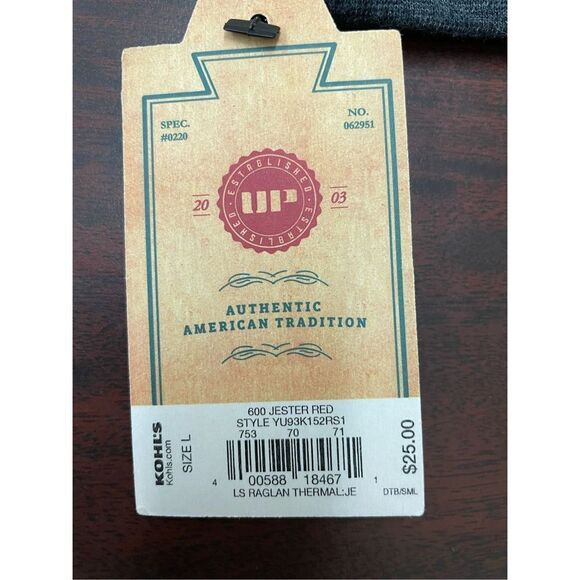 SPEC.
#0220
NO.
062951
ESTABLISHED · ESTABLISHED ·
UP
20 03
AUTHENTIC
AMERICAN TRADITION
KOHL'S
Kohls.com
SIZE L
600 JESTER RED
STYLE YU93K152RS1
753 70 71
4 00588 18467 1
LS RAGLAN THERMAL:JE
$25.00
DTB/SML